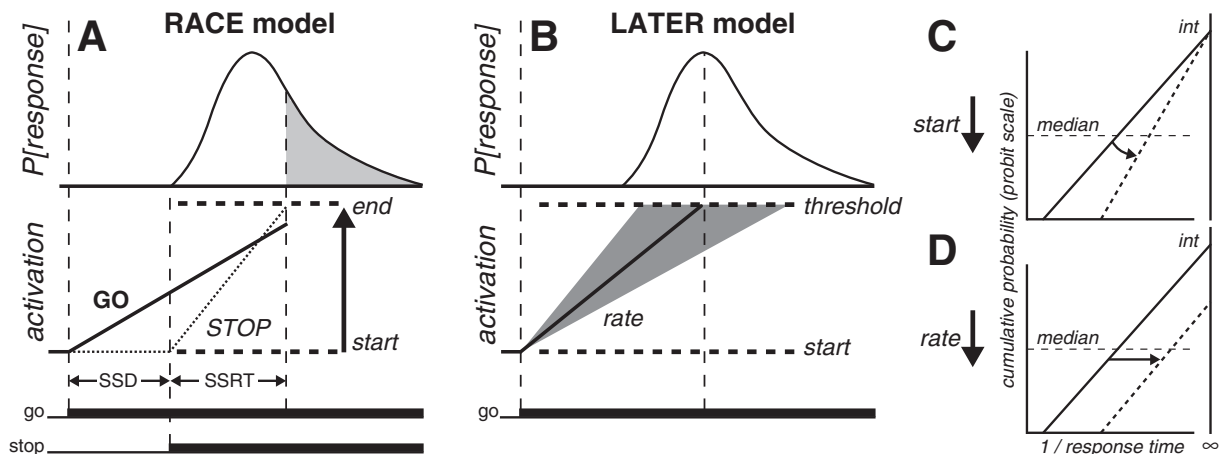 A RACE model
P[response]
activation
end
GO
STOP
start
SSD
SSRT
go
stop
B LATER model
P[response]
activation
threshold
rate
start
go
C
int
start
median
cumulative probability (probit scale)
D
int
rate
median
1 / response time
∞